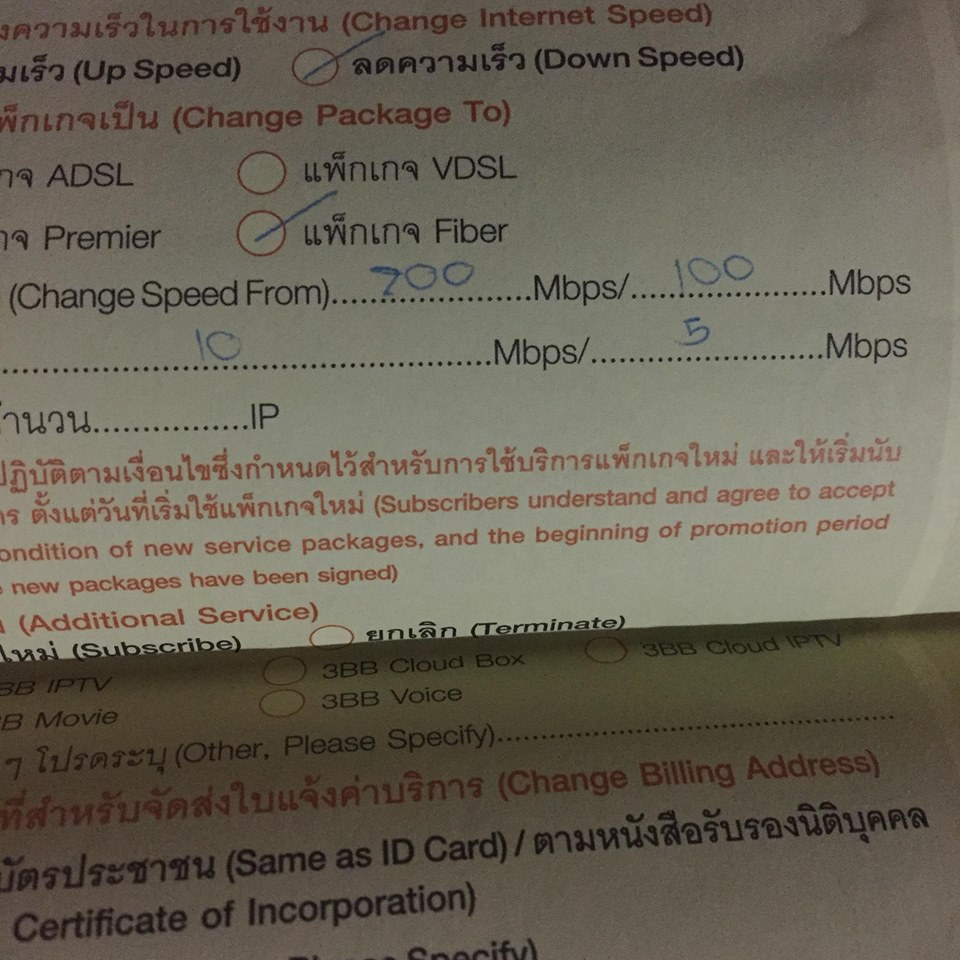 งความเร็วในการใช้งาน (Change Internet Speed)
มเร็ว (Up Speed) ลดความเร็ว (Down Speed)
พ็กเกจเป็น (Change Package To)
กจ ADSL แพ็กเกจ VDSL
าจ Premier แพ็กเกจ Fiber
(Change Speed From)....700....Mbps/....100....Mbps
....10....Mbps/....5....Mbps
ำนวน................IP
ปฏิบัติตามเงื่อนไขซึ่งกำหนดไว้สำหรับการใช้บริการแพ็กเกจใหม่ และให้เริ่มนับ
าร ตั้งแต่วันที่เริ่มใช้แพ็กเกจใหม่ (Subscribers understand and agree to accept
ondition of new service packages, and the beginning of promotion period
new packages have been signed)
(Additional Service)
ใหม่ (Subscribe) ยกเลิก (Terminate)
BB IPTV 3BB Cloud Box 3BB Cloud IPTV
B Movie 3BB Voice
ๆ โปรดระบุ (Other, Please Specify)................
ที่สำหรับจัดส่งใบแจ้งค่าบริการ (Change Billing Address)
บัตรประชาชน (Same as ID Card) / ตามหนังสือรับรองนิติบุคคล
Certificate of Incorporation)
Please Specify)